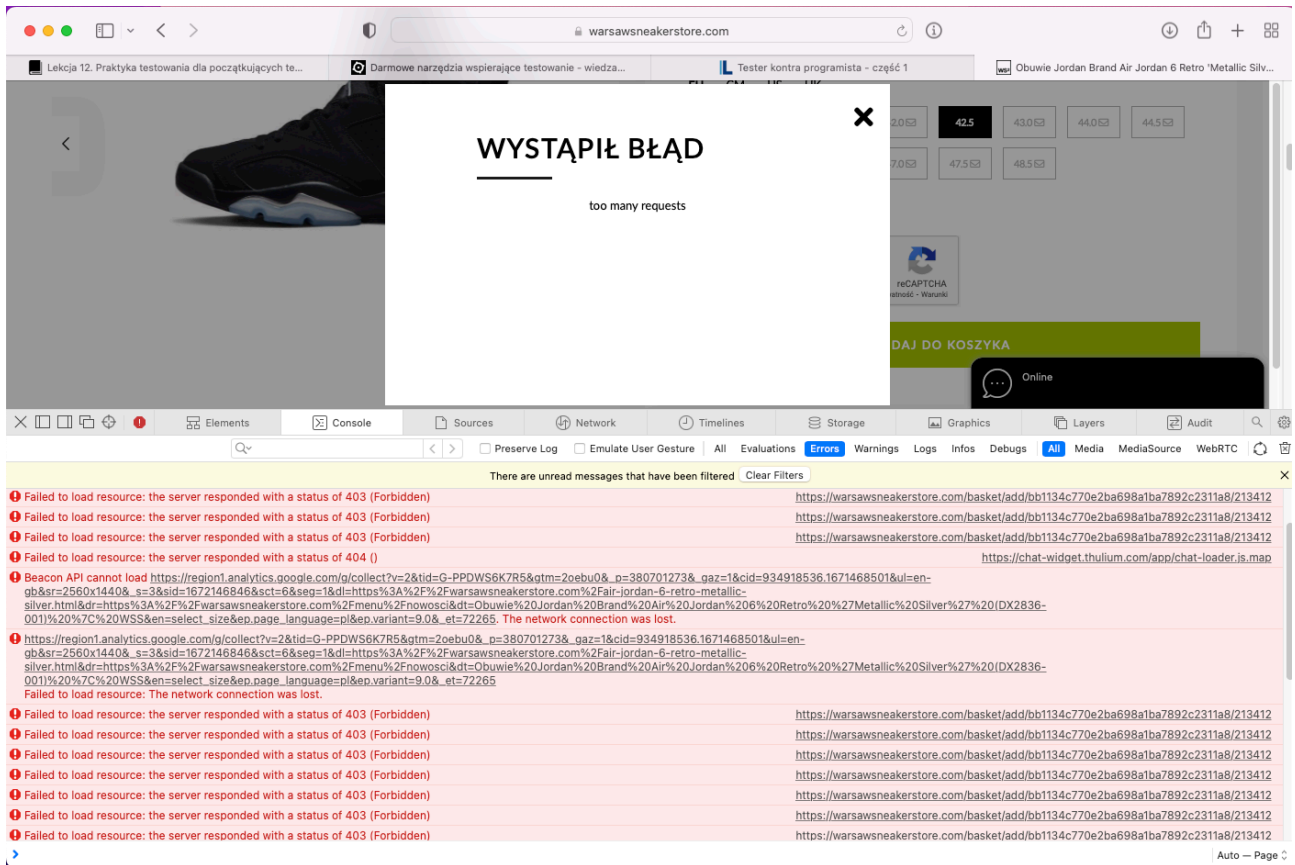 warsawsneakerstore.com
Lekcja 12. Praktyka testowania dla początkujących te...
Darmowe narzędzia wspierające testowanie - wiedza...
Tester kontra programista - część 1
Obuwie Jordan Brand Air Jordan 6 Retro 'Metallic Silv...
42.5
43.0
44.0
44.5
WYSTĄPIŁ BŁĄD
47.5
48.5
too many requests
reCAPTCHA
Warunki
DAJ DO KOSZYKA
Online
Elements
Console
Sources
Network
Timelines
Storage
Graphics
Layers
Audit
Preserve Log
Emulate User Gesture
All
Evaluations
Errors
Warnings
Logs
Infos
Debugs
All
Media
MediaSource
WebRTC
There are unread messages that have been filtered
Clear Filters
Failed to load resource: the server responded with a status of 403 (Forbidden) https://warsawsneakerstore.com/basket/add/bb1134c770e2ba698a1ba7892c2311a8/213412
Failed to load resource: the server responded with a status of 403 (Forbidden) https://warsawsneakerstore.com/basket/add/bb1134c770e2ba698a1ba7892c2311a8/213412
Failed to load resource: the server responded with a status of 403 (Forbidden) https://warsawsneakerstore.com/basket/add/bb1134c770e2ba698a1ba7892c2311a8/213412
Failed to load resource: the server responded with a status of 404 () https://chat-widget.thulium.com/app/chat-loader.js.map
Beacon API cannot load https://region1.analytics.google.com/g/collect?v=2&tid=G-PPDWS6K7R5&gtm=2oebu0&_p=380701273&_gaz=1&cid=934918536.1671468501&ul=en-
gb&sr=2560x1440&_s=3&sid=1672146846&sct=6&seg=1&dl=https%3A%2F%2Fwarsawsneakerstore.com%2Fair-jordan-6-retro-metallic-
silver.html&dr=https%3A%2F%2Fwarsawsneakerstore.com%2Fmenu%2Fnowosci&dt=Obuwie%20Jordan%20Brand%20Air%20Jordan%206%20Retro%20%27Metallic%20Silver%27%20(DX2836-
001)%20%7C%20WSS&en=select_size&ep.page_language=pl&ep.variant=9.0&_et=72265. The network connection was lost.
https://region1.analytics.google.com/g/collect?v=2&tid=G-PPDWS6K7R5&gtm=2oebu0&_p=380701273&_gaz=1&cid=934918536.1671468501&ul=en-
gb&sr=2560x1440&_s=3&sid=1672146846&sct=6&seg=1&dl=https%3A%2F%2Fwarsawsneakerstore.com%2Fair-jordan-6-retro-metallic-
silver.html&dr=https%3A%2F%2Fwarsawsneakerstore.com%2Fmenu%2Fnowosci&dt=Obuwie%20Jordan%20Brand%20Air%20Jordan%206%20Retro%20%27Metallic%20Silver%27%20(DX2836-
001)%20%7C%20WSS&en=select_size&ep.page_language=pl&ep.variant=9.0&_et=72265
Failed to load resource: The network connection was lost.
Failed to load resource: the server responded with a status of 403 (Forbidden) https://warsawsneakerstore.com/basket/add/bb1134c770e2ba698a1ba7892c2311a8/213412
Failed to load resource: the server responded with a status of 403 (Forbidden) https://warsawsneakerstore.com/basket/add/bb1134c770e2ba698a1ba7892c2311a8/213412
Failed to load resource: the server responded with a status of 403 (Forbidden) https://warsawsneakerstore.com/basket/add/bb1134c770e2ba698a1ba7892c2311a8/213412
Failed to load resource: the server responded with a status of 403 (Forbidden) https://warsawsneakerstore.com/basket/add/bb1134c770e2ba698a1ba7892c2311a8/213412
Failed to load resource: the server responded with a status of 403 (Forbidden) https://warsawsneakerstore.com/basket/add/bb1134c770e2ba698a1ba7892c2311a8/213412
Failed to load resource: the server responded with a status of 403 (Forbidden) https://warsawsneakerstore.com/basket/add/bb1134c770e2ba698a1ba7892c2311a8/213412
Failed to load resource: the server responded with a status of 403 (Forbidden) https://warsawsneakerstore.com/basket/add/bb1134c770e2ba698a1ba7892c2311a8/213412
Auto — Page